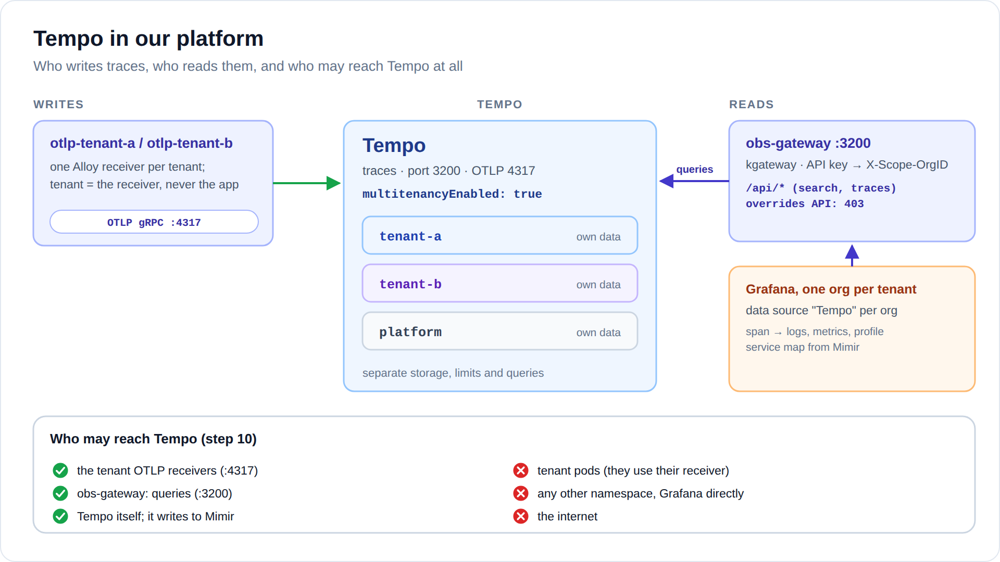 Tempo in our platform
Who writes traces, who reads them, and who may reach Tempo at all
WRITES
otlp-tenant-a / otlp-tenant-b
one Alloy receiver per tenant;
tenant = the receiver, never the app
OTLP gRPC :4317
TEMPO
Tempo
traces · port 3200 · OTLP 4317
multitenancyEnabled: true
tenant-a own data
tenant-b own data
platform own data
separate storage, limits and queries
queries
READS
obs-gateway :3200
kgateway · API key → X-Scope-OrgID
/api/* (search, traces)
overrides API: 403
Grafana, one org per tenant
data source "Tempo" per org
span → logs, metrics, profile
service map from Mimir
Who may reach Tempo (step 10)
the tenant OTLP receivers (:4317)
obs-gateway: queries (:3200)
Tempo itself; it writes to Mimir
tenant pods (they use their receiver)
any other namespace, Grafana directly
the internet